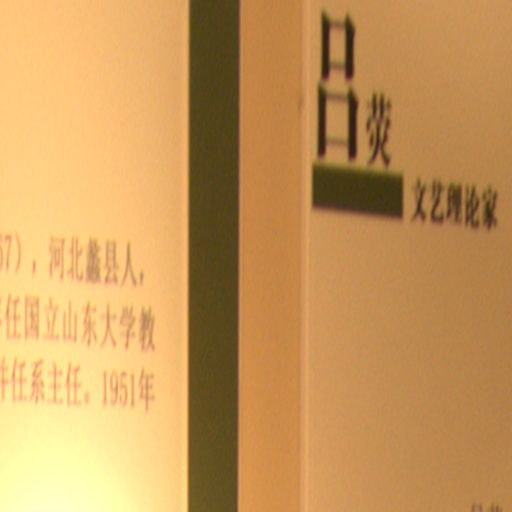 67），河北蠡县人，
任国立山东大学教
任系主任。1951年
吕荧
文艺理论家